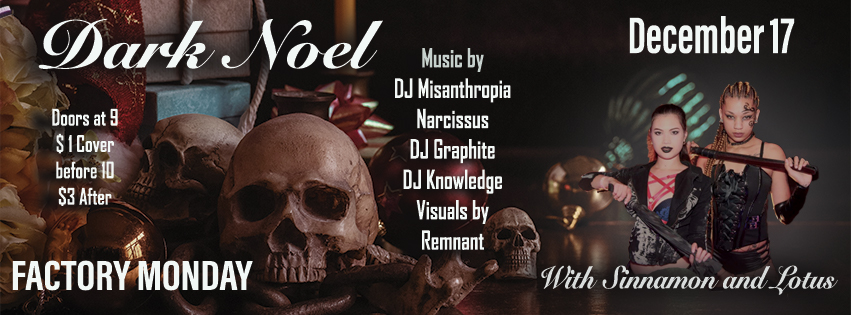 Dark Noel
December 17
Doors at 9
$1 Cover
before 10
$3 After
Music by
DJ Misanthropia
Narcissus
DJ Graphite
DJ Knowledge
Visuals by
Remnant
FACTORY MONDAY
With Sinnamon and Lotus